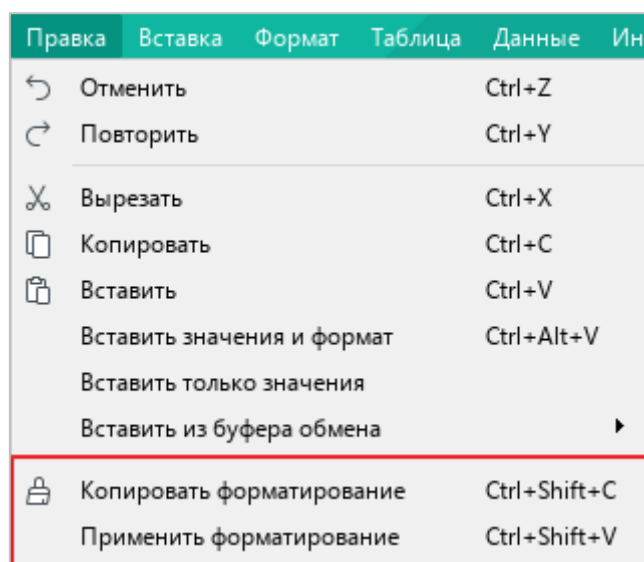 Правка Вставка Формат Таблица Данные Ин
Отменить Ctrl+Z
Повторить Ctrl+Y
Вырезать Ctrl+X
Копировать Ctrl+C
Вставить Ctrl+V
Вставить значения и формат Ctrl+Alt+V
Вставить только значения
Вставить из буфера обмена
Копировать форматирование Ctrl+Shift+C
Применить форматирование Ctrl+Shift+V